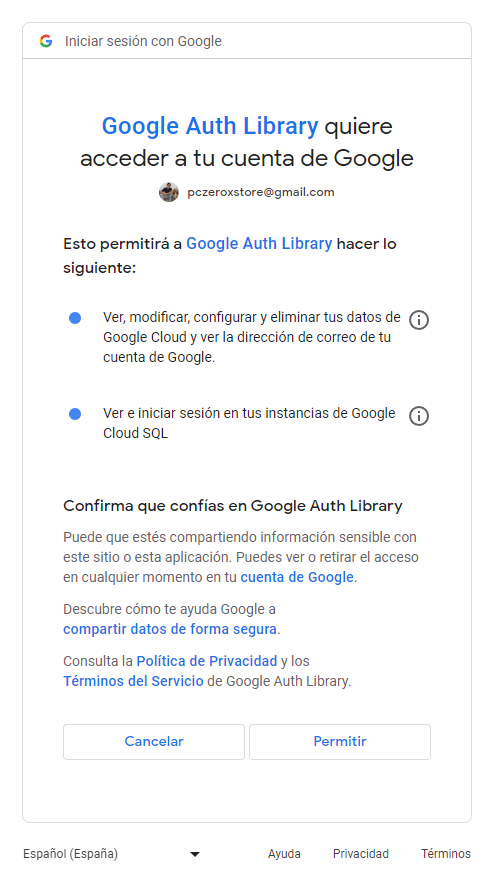 Iniciar sesión con Google
Google Auth Library quiere
acceder a tu cuenta de Google
pczeroxstore@gmail.com
Esto permitirá a Google Auth Library hacer lo
siguiente:
Ver, modificar, configurar y eliminar tus datos de
Google Cloud y ver la dirección de correo de tu
cuenta de Google.
Ver e iniciar sesión en tus instancias de Google
Cloud SQL
Confirma que confías en Google Auth Library
Puede que estés compartiendo información sensible con
este sitio o esta aplicación. Puedes ver o retirar el acceso
en cualquier momento en tu cuenta de Google.
Descubre cómo te ayuda Google a
compartir datos de forma segura.
Consulta la Política de Privacidad y los
Términos del Servicio de Google Auth Library.
Cancelar Permitir
Español (España) Ayuda Privacidad Términos